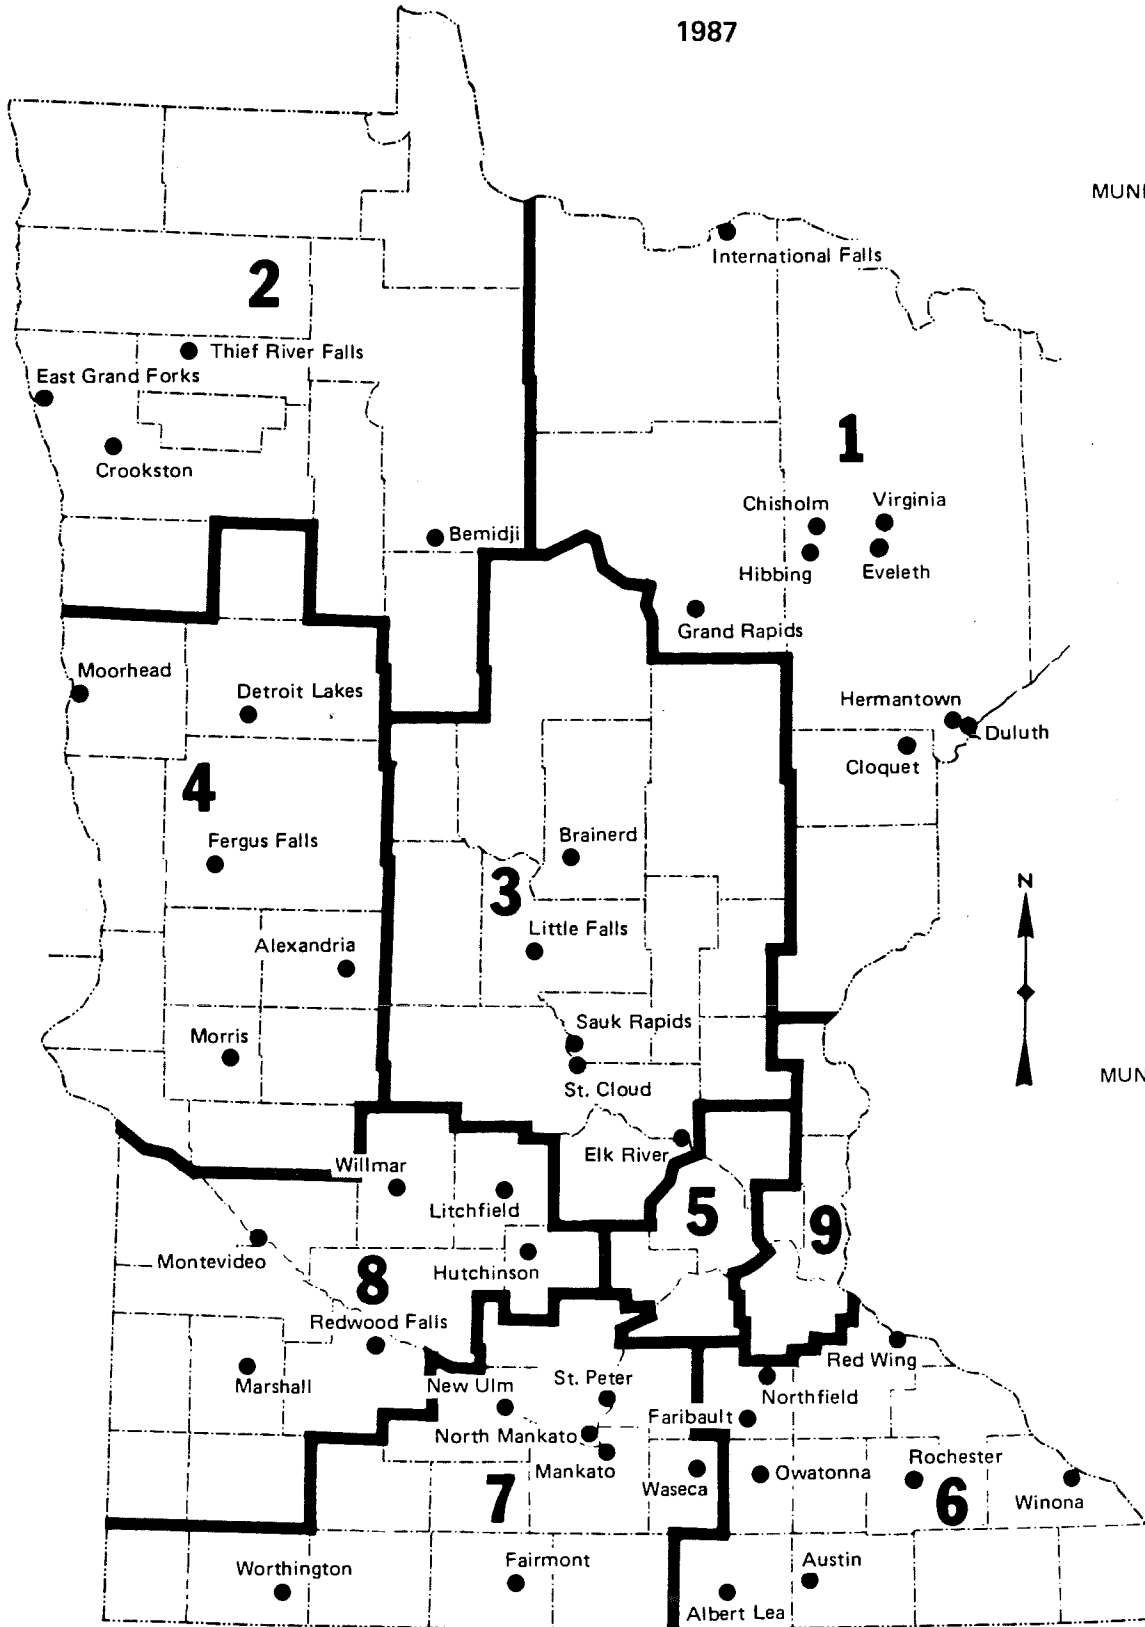 1987
MUNI
International Falls
2
Thief River Falls
East Grand Forks
Crookston
1
Chisholm
Virginia
Bemidji
Hibbing
Eveleth
Grand Rapids
Moorhead
Detroit Lakes
Hermantown
Duluth
Cloquet
4
Fergus Falls
Brainerd
3
N
Little Falls
Alexandria
Sauk Rapids
Morris
St. Cloud
MUN
Elk River
Willmar
Litchfield
5
9
Montevideo
Hutchinson
8
Redwood Falls
Red Wing
Marshall
New Ulm
St. Peter
Northfield
Faribault
North Mankato
Mankato
Waseca
Owatonna
Rochester
7
6
Winona
Worthington
Fairmont
Austin
Albert Lea